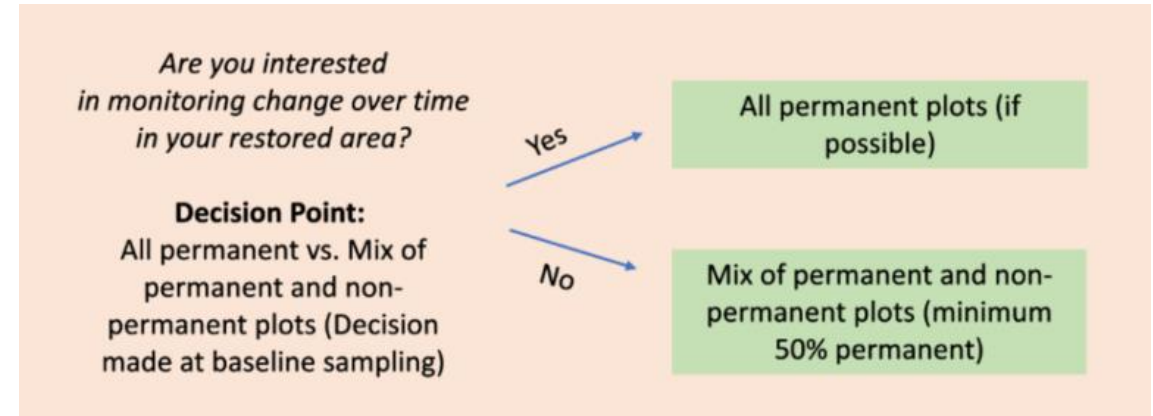 Are you interested
in monitoring change over time
in your restored area?
Decision Point:
All permanent vs. Mix of
permanent and non-
permanent plots (Decision
made at baseline sampling)
Yes
No
All permanent plots (if
possible)
Mix of permanent and non-
permanent plots (minimum
50% permanent)